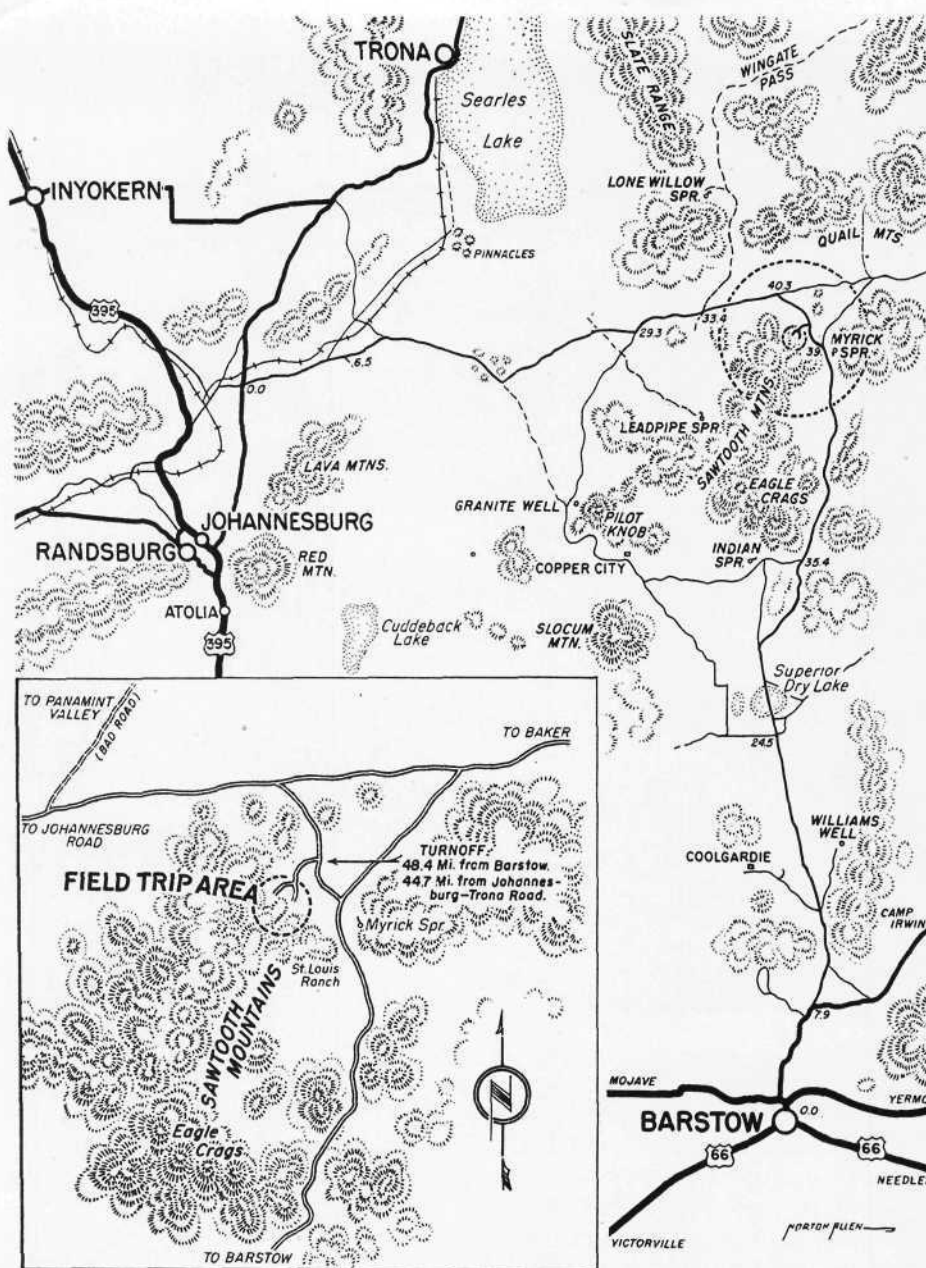 TRONA
Searles
Lake
SLATE RANGE
WINGATE
PASS
INYOKERN
LONE WILLOW
SPR.
QUAIL MTS.
PINNACLES
395
40.3
33.4
29.3
MYRICK
SPR.
39.
6.5
0.0
SAWTOOTH MTNS.
LEADPIPE SPR.
LAVA MTNS.
EAGLE
CRAGS
GRANITE WELL
PILOT
KNOB
JOHANNESBURG
RANDSBURG
RED
MTN.
COPPER CITY
INDIAN
SPR.
35.4
ATOLIA
395
Cuddeback
Lake
SLOCUM
MTN.
Superior
Dry Lake
24.5
WILLIAMS
WELL
COOLGARDIE
CAMP
IRWIN
7.9
MOJAVE
YERMO
BARSTOW
0.0
66
66
NEEDLES
VICTORVILLE
NORTON ALLEN
TO PANAMINT
VALLEY
(BAD ROAD)
TO BAKER
TO JOHANNESBURG
ROAD
TURNOFF:
48.4 Mi. from Barstow.
44.7 Mi. from Johannes-
burg-Trona Road.
FIELD TRIP AREA
Myrick Spr.
St. Louis
Ranch
SAWTOOTH
MOUNTAINS
N
Eagle
Crags
TO BARSTOW